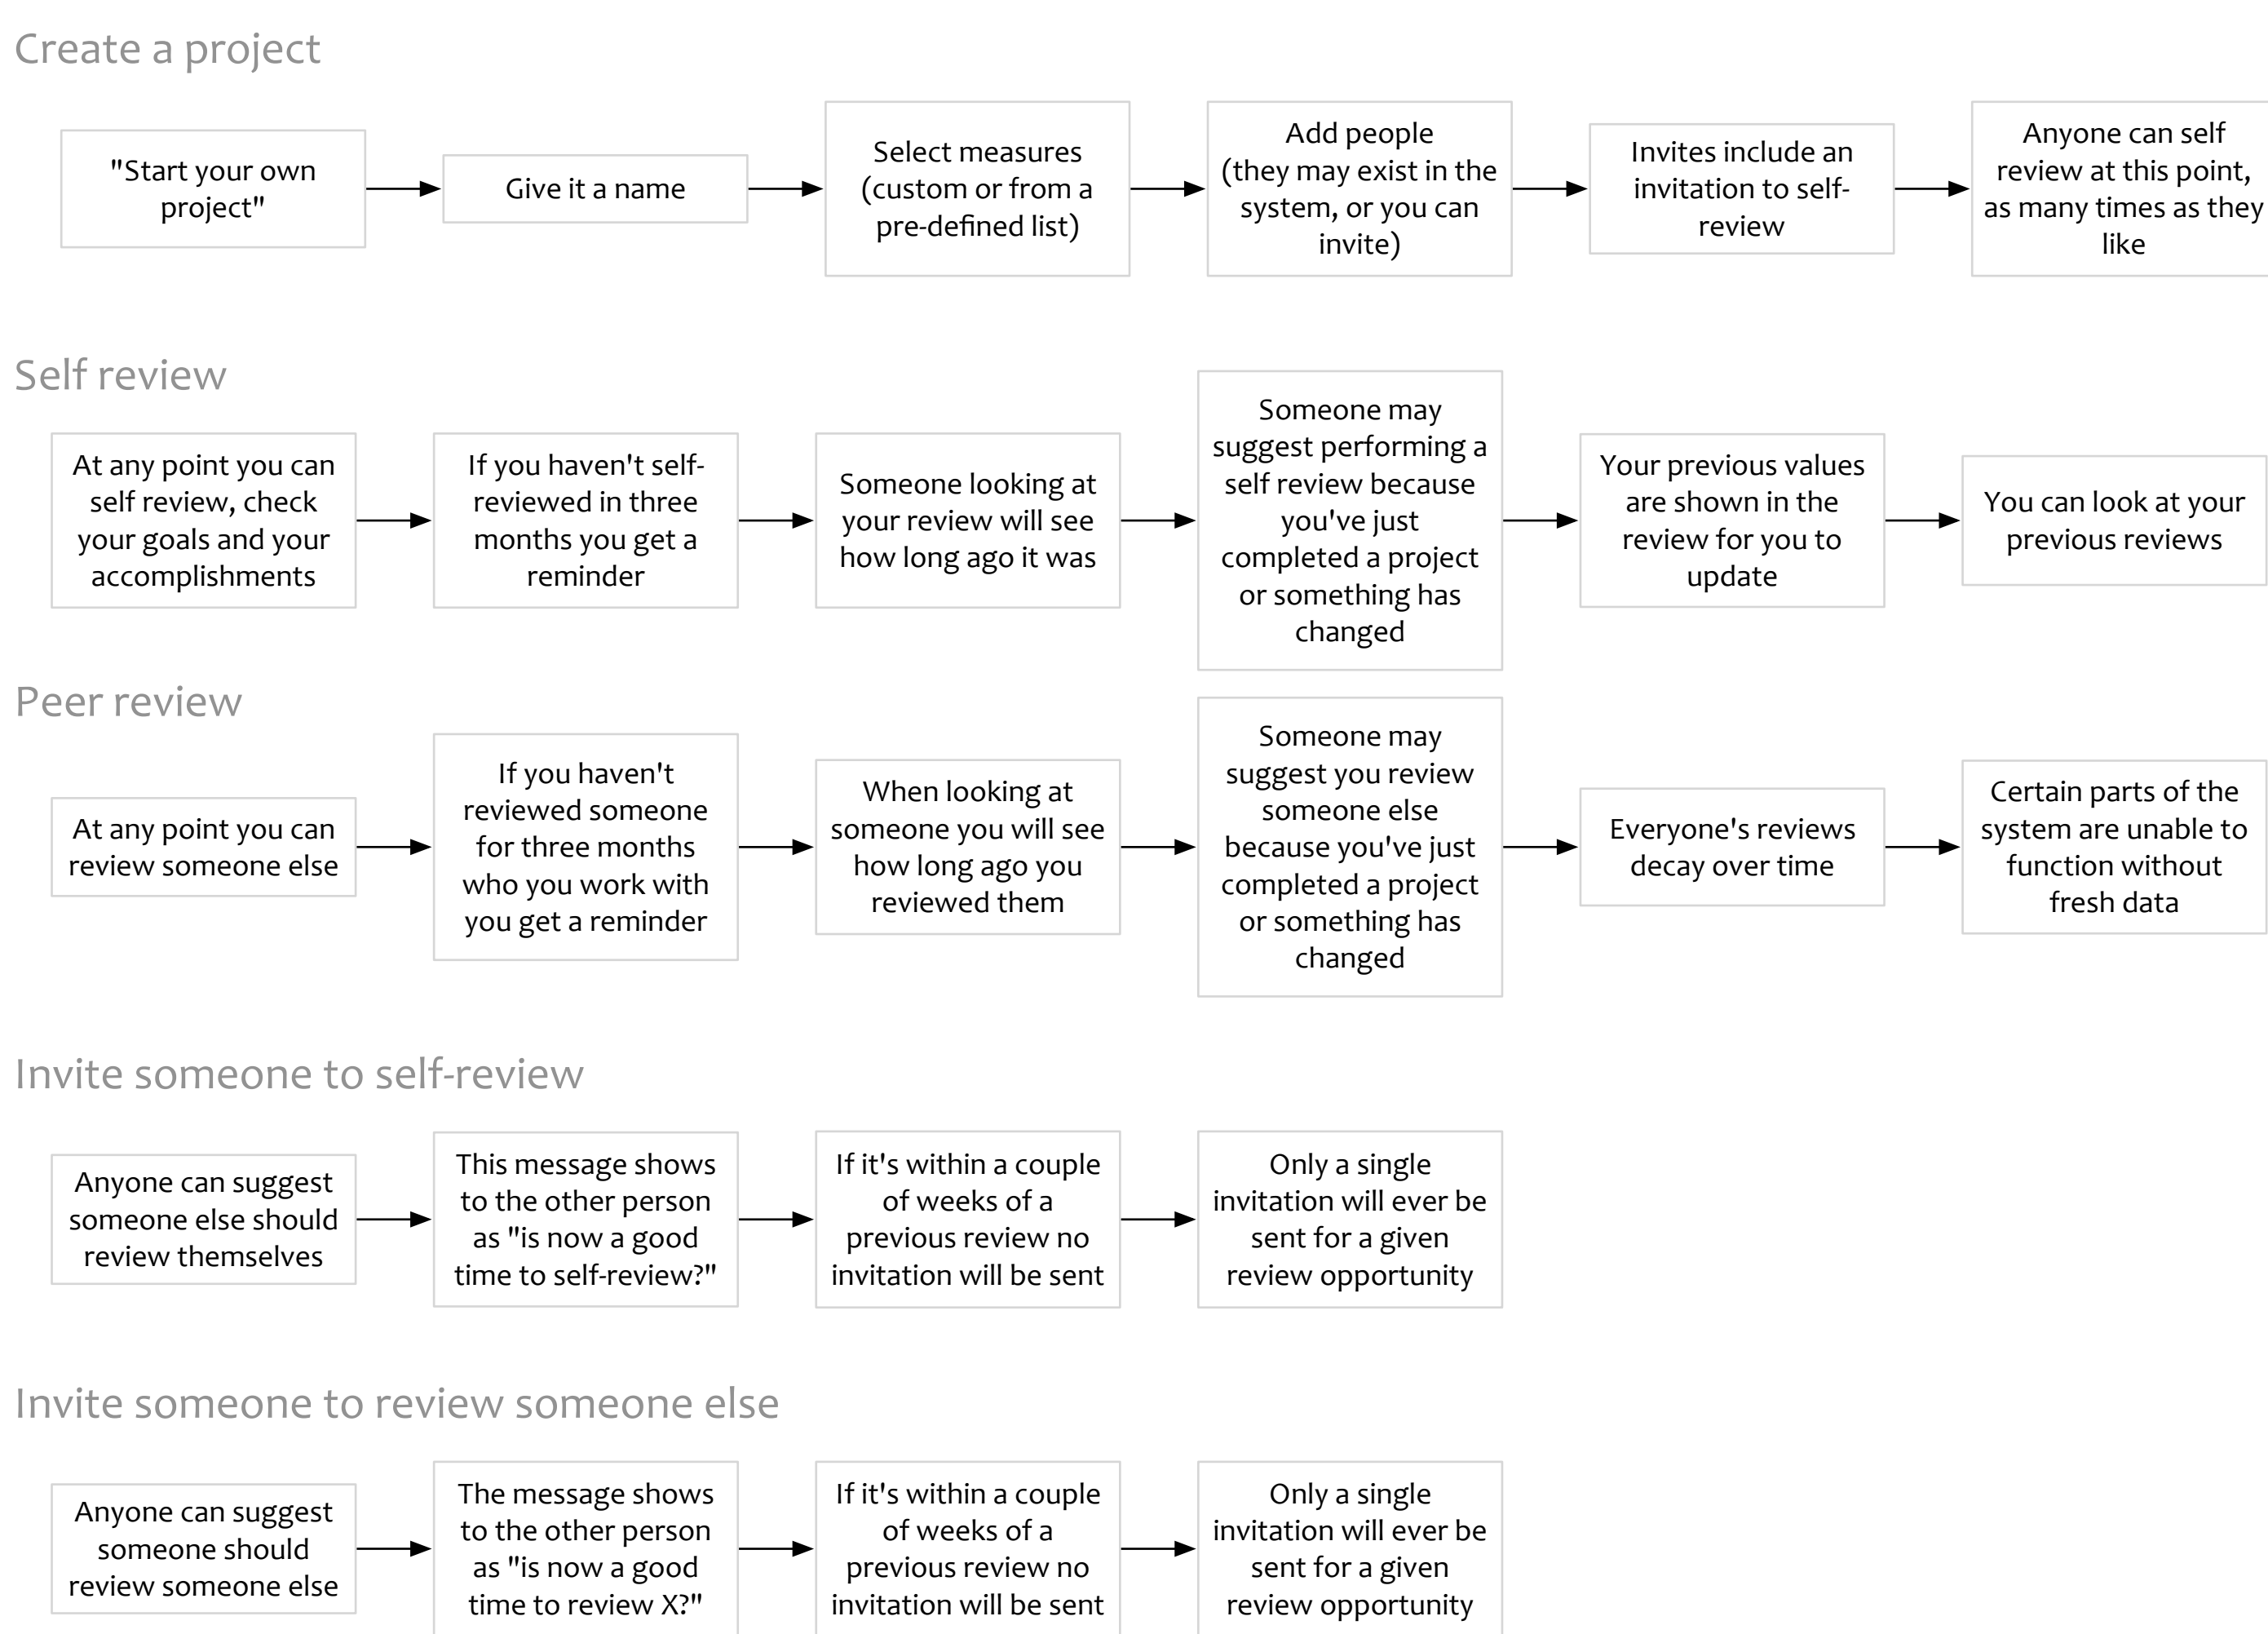 Create a project
"Start your own
project"
Give it a name
Select measures
(custom or from a
pre-defined list)
Add people
(they may exist in the
system, or you can
invite)
Invites include an
invitation to self-
review
Anyone can self
review at this point,
as many times as they
like
Self review
At any point you can
self review, check
your goals and your
accomplishments
If you haven't self-
reviewed in three
months you get a
reminder
Someone looking at
your review will see
how long ago it was
Someone may
suggest performing a
self review because
you've just
completed a project
or something has
changed
Your previous values
are shown in the
review for you to
update
You can look at your
previous reviews
Peer review
At any point you can
review someone else
If you haven't
reviewed someone
for three months
who you work with
you get a reminder
When looking at
someone you will see
how long ago you
reviewed them
Someone may
suggest you review
someone else
because you've just
completed a project
or something has
changed
Everyone's reviews
decay over time
Certain parts of the
system are unable to
function without
fresh data
Invite someone to self-review
Anyone can suggest
someone else should
review themselves
This message shows
to the other person
as "is now a good
time to self-review?"
If it's within a couple
of weeks of a
previous review no
invitation will be sent
Only a single
invitation will ever be
sent for a given
review opportunity
Invite someone to review someone else
Anyone can suggest
someone should
review someone else
The message shows
to the other person
as "is now a good
time to review X?"
If it's within a couple
of weeks of a
previous review no
invitation will be sent
Only a single
invitation will ever be
sent for a given
review opportunity